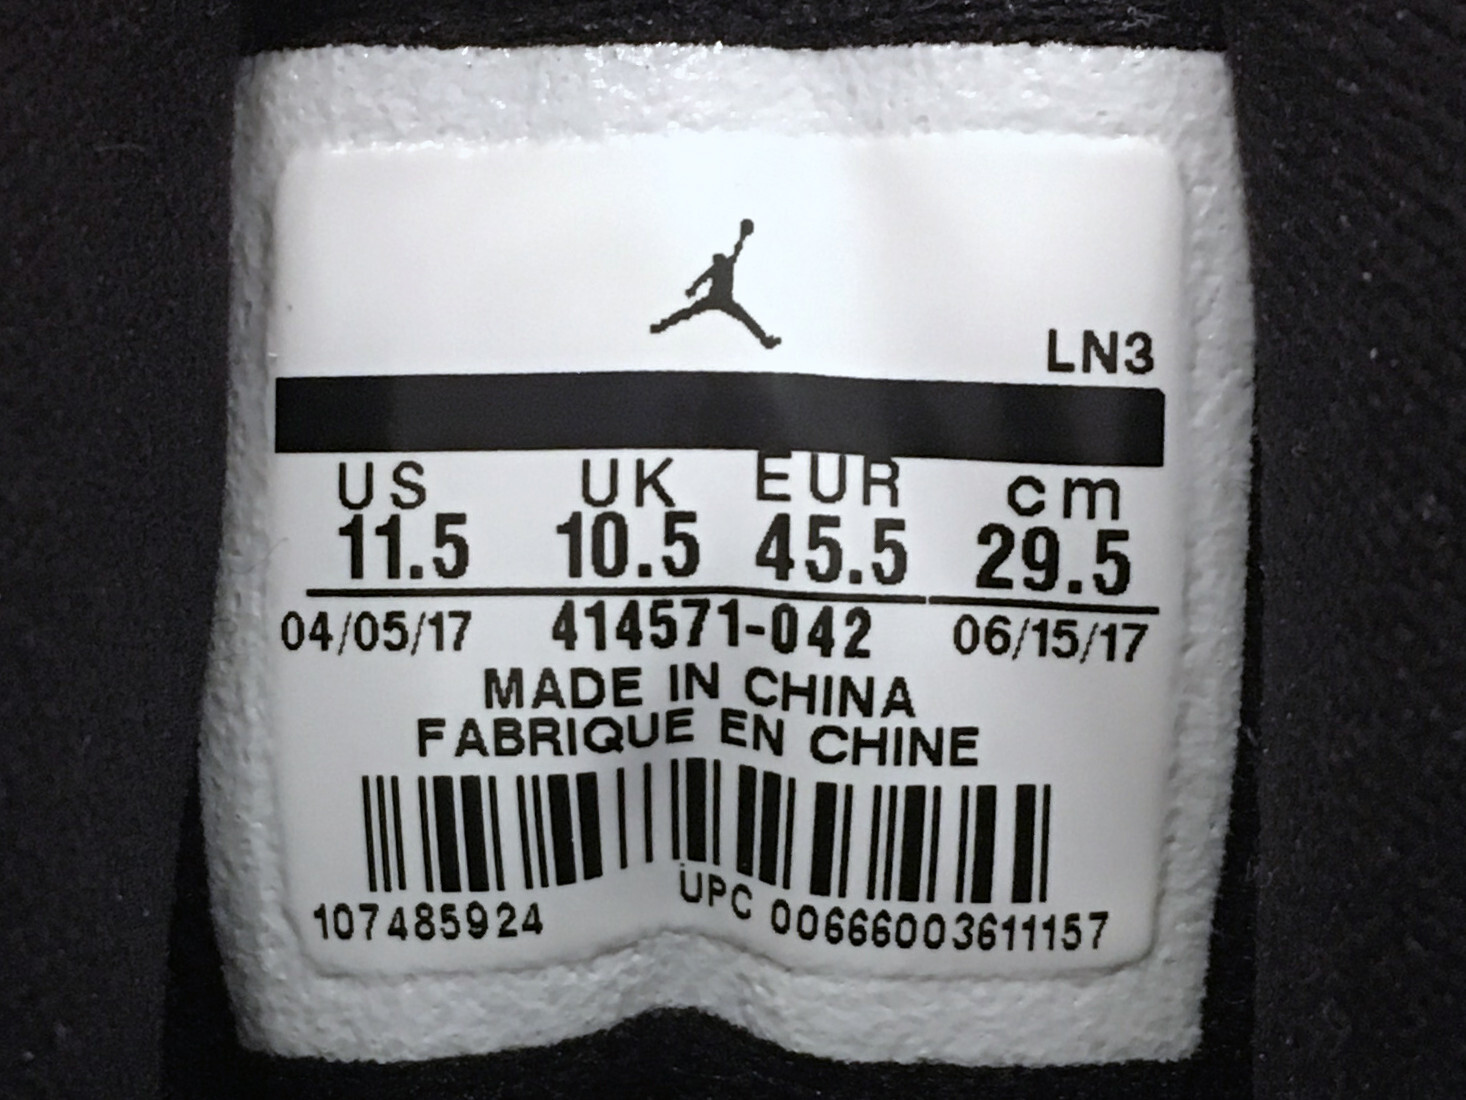 LN3
US UK EUR cm
11.5 10.5 45.5 29.5
04/05/17 414571-042 06/15/17
MADE IN CHINA
FABRIQUE EN CHINE
107485924 UPC 00666003611157